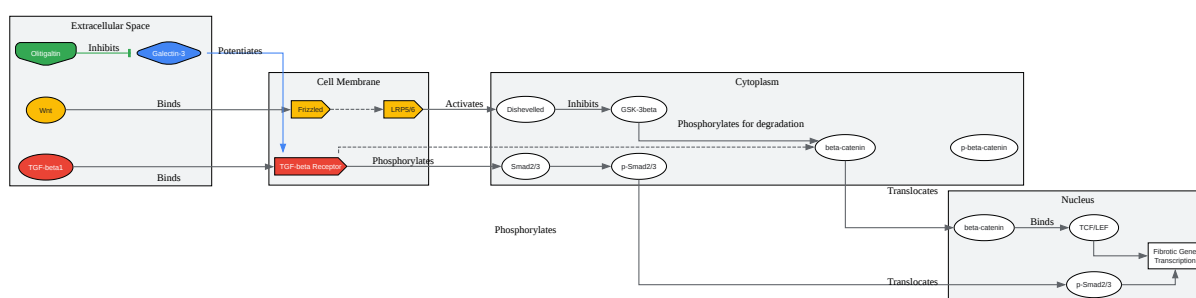 Extracellular Space
Olitigaltin
Inhibits
Galectin-3
Potentiates
Wnt
Binds
TGF-beta1
Binds
Cell Membrane
Frizzled
LRP5/6
TGF-beta Receptor
Activates
Phosphorylates
Cytoplasm
Dishevelled
Inhibits
GSK-3beta
Phosphorylates for degradation
beta-catenin
p-beta-catenin
Smad2/3
p-Smad2/3
Phosphorylates
Translocates
Translocates
Nucleus
beta-catenin
Binds
TCF/LEF
Fibrotic Gene
Transcription
p-Smad2/3